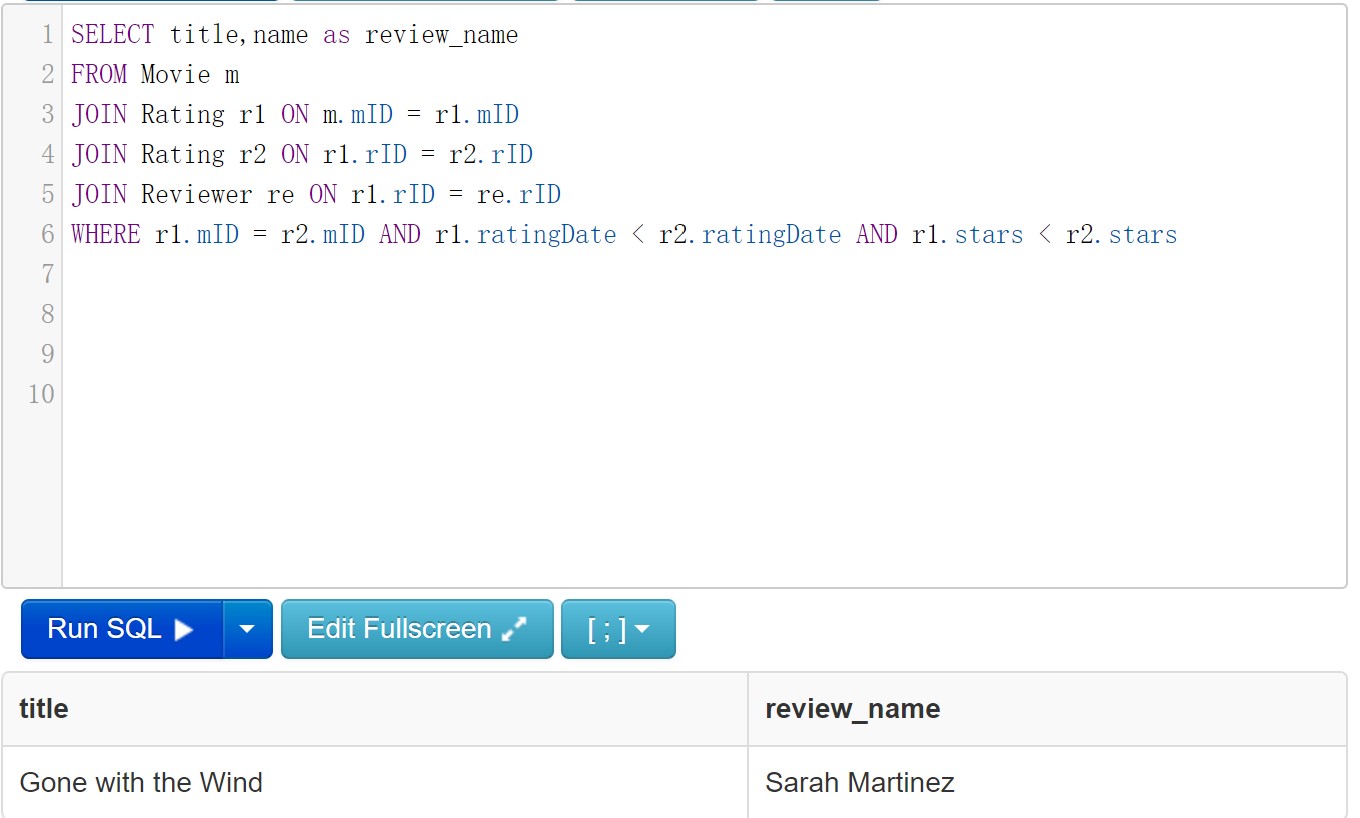 1 SELECT title,name as review_name
2 FROM Movie m
3 JOIN Rating r1 ON m.mID = r1.mID
4 JOIN Rating r2 ON r1.rID = r2.rID
5 JOIN Reviewer re ON r1.rID = re.rID
6 WHERE r1.mID = r2.mID AND r1.ratingDate < r2.ratingDate AND r1.stars < r2.stars
7
8
9
10
Run SQL Edit Fullscreen [ ; ]
title review_name
Gone with the Wind Sarah Martinez